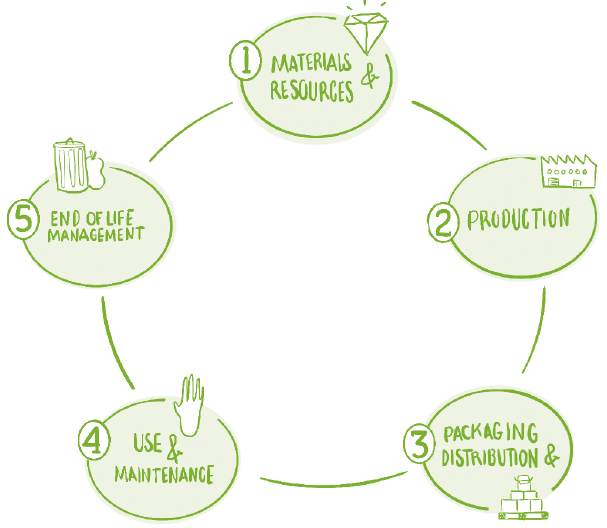 1
MATERIALS &
RESOURCES
2
PRODUCTION
3
PACKAGING
DISTRIBUTION &
4
USE &
MAINTENANCE
5
END OF LIFE
MANAGEMENT